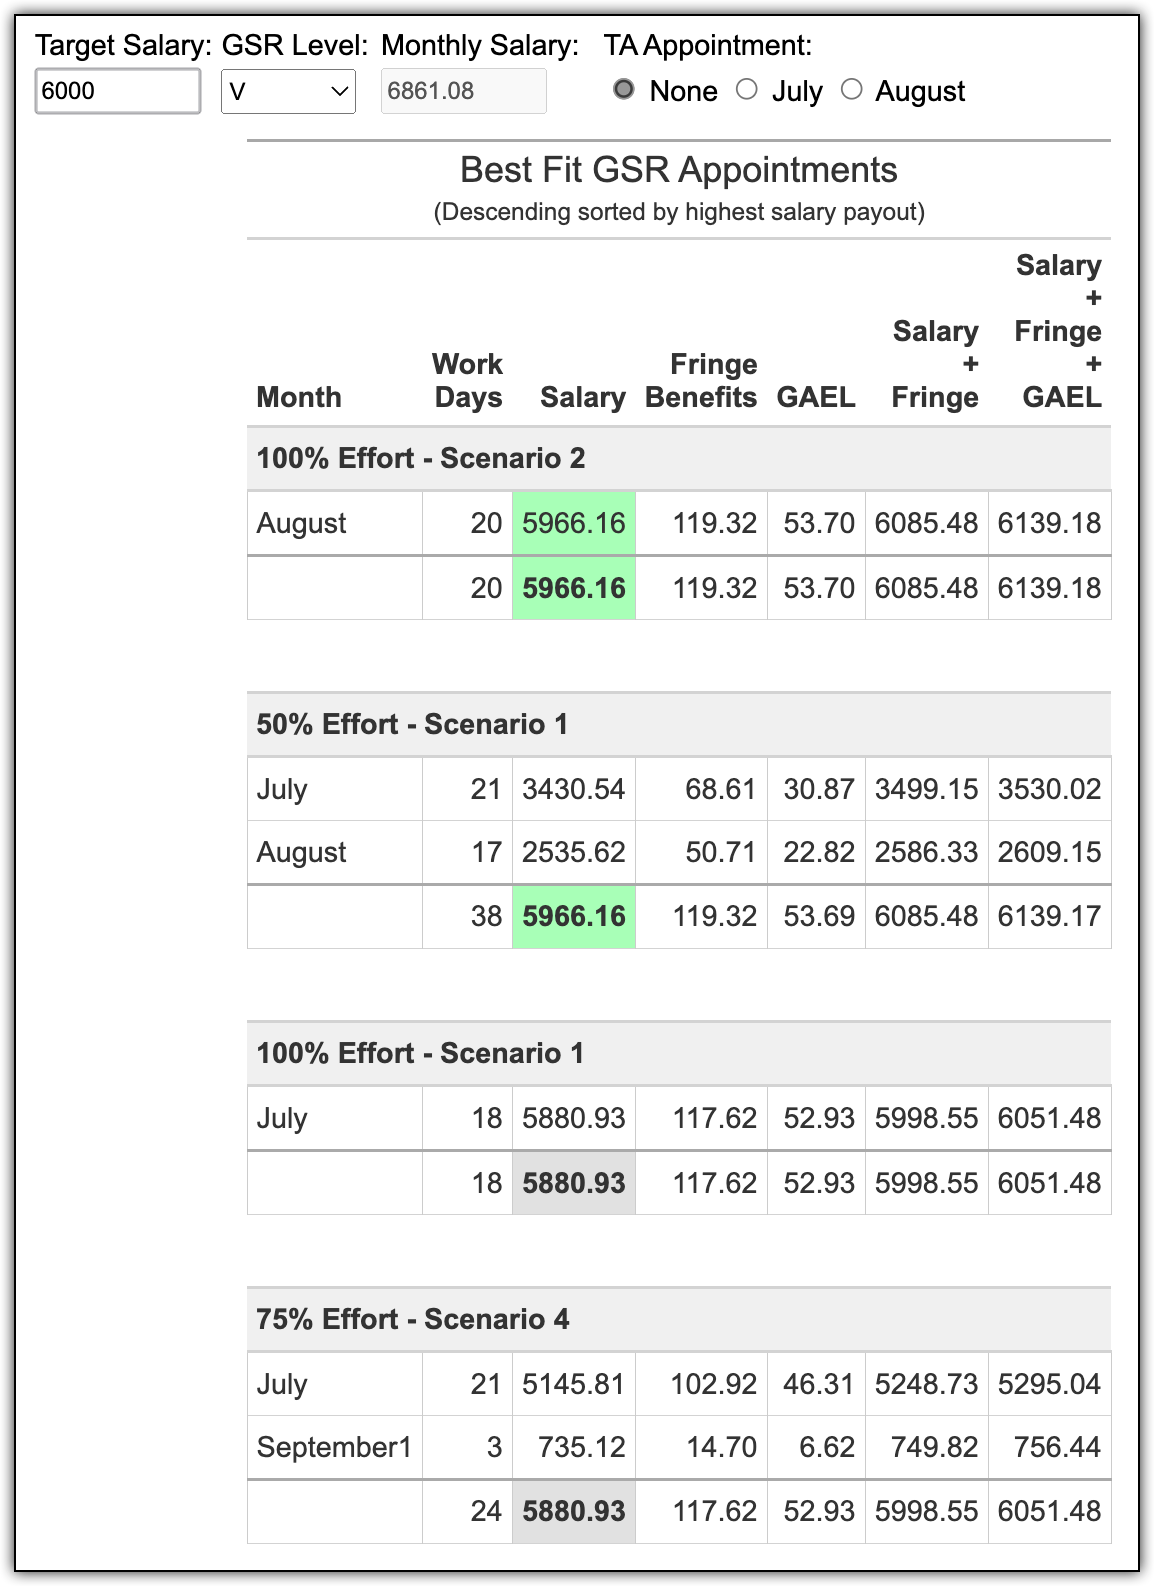 Target Salary: GSR Level: Monthly Salary: TA Appointment:
6000 V 6861.08 None July August
Best Fit GSR Appointments
(Descending sorted by highest salary payout)
Month Work Days Salary Fringe Benefits GAEL Salary + Fringe Salary + Fringe + GAEL
100% Effort - Scenario 2
August 20 5966.16 119.32 53.70 6085.48 6139.18
20 5966.16 119.32 53.70 6085.48 6139.18
50% Effort - Scenario 1
July 21 3430.54 68.61 30.87 3499.15 3530.02
August 17 2535.62 50.71 22.82 2586.33 2609.15
38 5966.16 119.32 53.69 6085.48 6139.17
100% Effort - Scenario 1
July 18 5880.93 117.62 52.93 5998.55 6051.48
18 5880.93 117.62 52.93 5998.55 6051.48
75% Effort - Scenario 4
July 21 5145.81 102.92 46.31 5248.73 5295.04
September1 3 735.12 14.70 6.62 749.82 756.44
24 5880.93 117.62 52.93 5998.55 6051.48